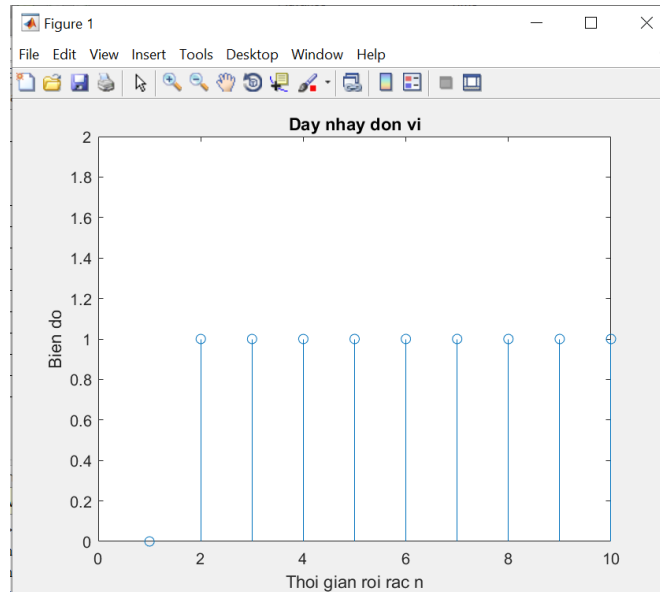 Figure 1
File Edit View Insert Tools Desktop Window Help
Day nhay don vi
2
1.8
1.6
1.4
1.2
1
0.8
0.6
0.4
0.2
0
Bien do
0 2 4 6 8 10
Thoi gian roi rac n